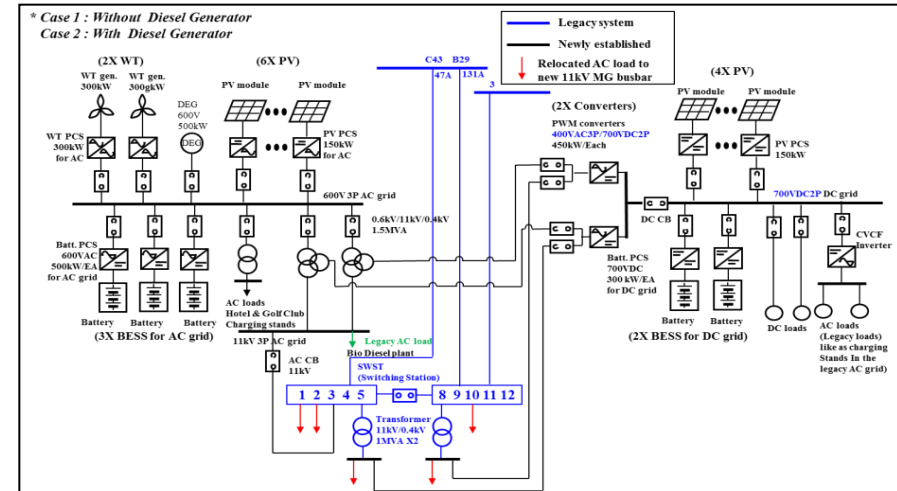 * Case 1 : Without Diesel Generator
Case 2 : With Diesel Generator
Legacy system
Newly established
Relocated AC load to
new 11kV MG busbar
C43 B29
47A 131A
3
(2X WT)
WT gen.
300kW
WT gen.
300gkW
DEG
600V
500kW
DEG
WT PCS
300kW
for AC
(6X PV)
PV module
PV module
PV PCS
150kW
for AC
600V 3P AC grid
(2X Converters)
PWM converters
400VAC3P/700VDC2P
450kW/Each
(4X PV)
PV module
PV module
PV PCS
150kW
700VDC2P DC grid
DC CB
0.6kV/11kV/0.4kV
1.5MVA
Batt. PCS
600VAC
500kW/EA
for AC grid
Battery
Battery
Battery
(3X BESS for AC grid)
AC loads
Hotel & Golf Club
Charging stands
11kV 3P AC grid
Legacy AC load
Bio Diesel plant
AC CB
11kV
SWST
(Switching Station)
1 2 3 4 5
8 9 10 11 12
Transformer
11kV/0.4kV
1MVA X2
Batt. PCS
700VDC
300 kW/EA
for DC grid
Battery
Battery
(2X BESS for DC grid)
DC loads
CVCF
Inverter
AC loads
(Legacy loads)
like as charging
Stands In the
legacy AC grid)